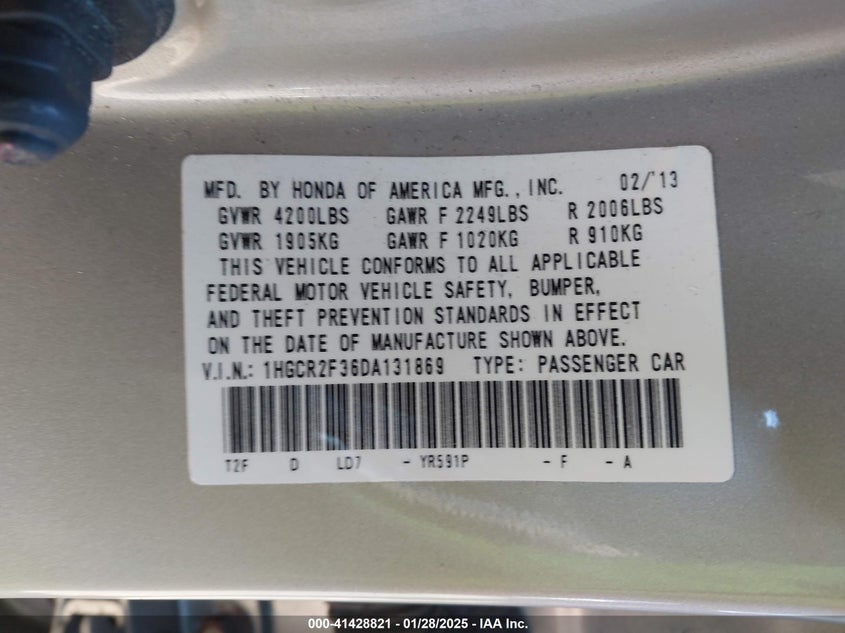 MFD. BY HONDA OF AMERICA MFG., INC. 02/'13
GVWR 4200LBS GAWR F 2249LBS R 2006LBS
GVWR 1905KG GAWR F 1020KG R 910KG
THIS VEHICLE CONFORMS TO ALL APPLICABLE
FEDERAL MOTOR VEHICLE SAFETY, BUMPER,
AND THEFT PREVENTION STANDARDS IN EFFECT
ON THE DATE OF MANUFACTURE SHOWN ABOVE.
V.I.N.: 1HGCR2F36DA131869 TYPE: PASSENGER CAR
T2F D LD7 - YR591P - F - A
000-41428821 / 01/28/2025 - IAA Inc.